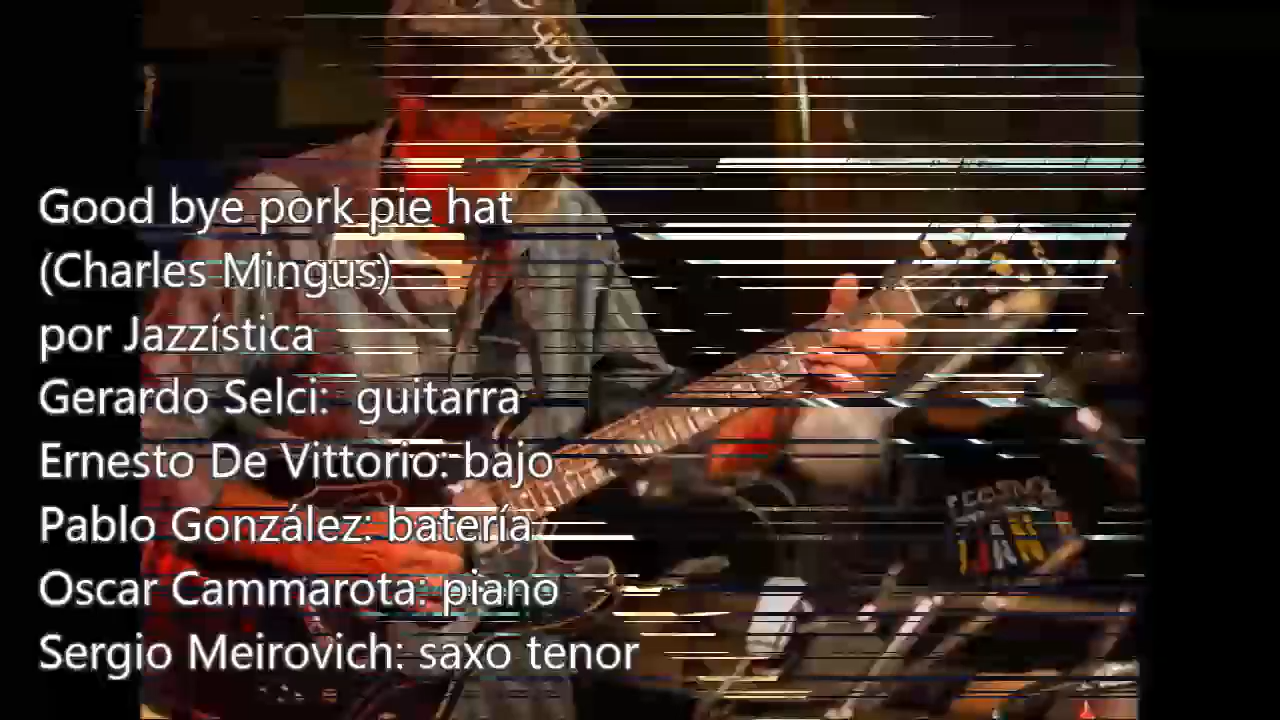 Good bye pork pie hat
(Charles Mingus)
por Jazzística
Gerardo Selci:  guitarra
Ernesto De Vittorio: bajo
Pablo González: batería
Oscar Cammarota: piano
Sergio Meirovich: saxo tenor